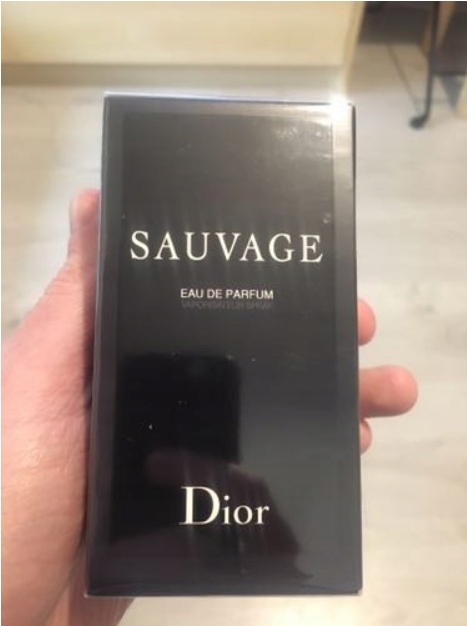 SAUVAGE
EAU DE PARFUM
VAPORISATEUR SPRAY
Dior